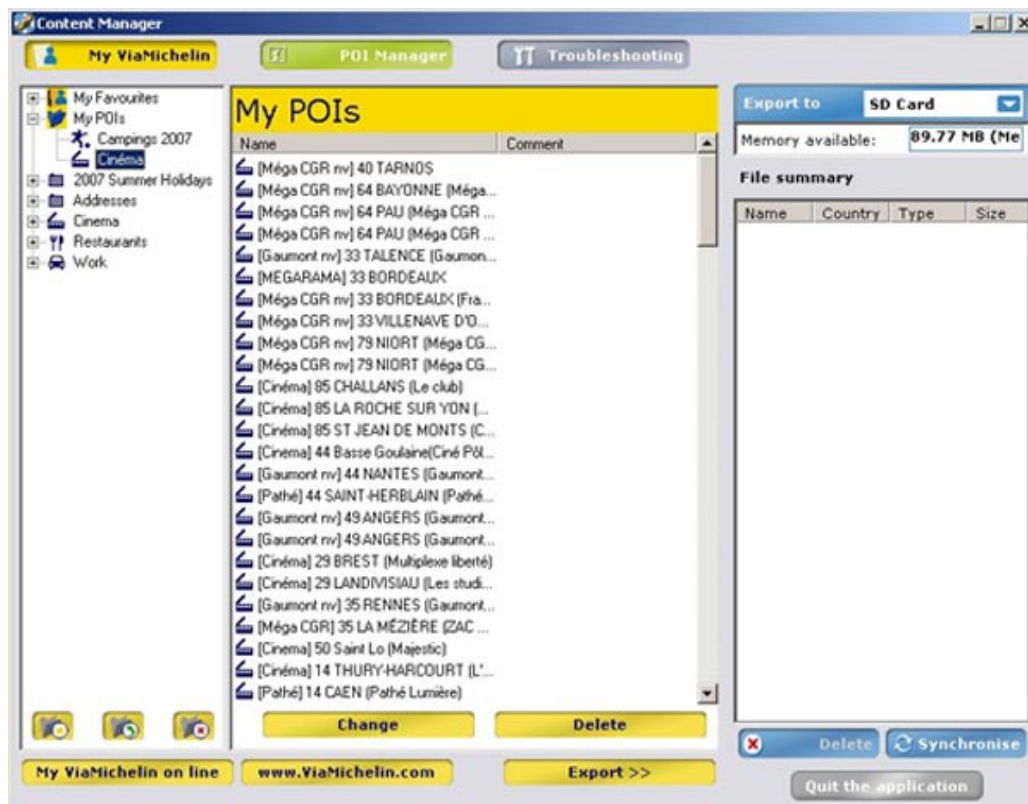 Content Manager
My ViaMichelin
POI Manager
Troubleshooting
My Favourites
My POIs
Campings 2007
Cinéma
2007 Summer Holidays
Addresses
Cinema
Restaurants
Work
My POIs
Name Comment
[Méga CGR nv] 40 TARNOS
[Méga CGR nv] 64 BAYONNE (Méga...
[Méga CGR nv] 64 PAU (Méga CGR ...
[Méga CGR nv] 64 PAU (Méga CGR ...
[Gaumont nv] 33 TALENCE (Gaumon...
[MEGARAMA] 33 BORDEAUX
[Méga CGR nv] 33 BORDEAUX (Fra...
[Méga CGR nv] 33 VILLENAVE D'O...
[Méga CGR nv] 79 NIORT (Méga CG...
[Méga CGR nv] 79 NIORT (Méga CG...
[Cinéma] 85 CHALLANS (Le club)
[Cinéma] 85 LA ROCHE SUR YON (...
[Cinéma] 85 ST JEAN DE MONTS (C...
[Cinema] 44 Basse Goulaine(Ciné Pôl...
[Gaumont nv] 44 NANTES (Gaumont...
[Pathé] 44 SAINT-HERBLAIN (Pathé...
[Gaumont nv] 49 ANGERS (Gaumont...
[Gaumont nv] 49 ANGERS (Gaumont...
[Cinéma] 29 BREST (Multiplexe liberté)
[Cinéma] 29 LANDIVISIAU (Les studi...
[Gaumont nv] 35 RENNES (Gaumont...
[Méga CGR] 35 LA MÉZIÈRE (ZAC ...
[Cinema] 50 Saint Lo (Majestic)
[Cinéma] 14 THURY-HARCOURT (L'...
[Pathé] 14 CAEN (Pathé Lumière)
Change
Delete
Export to SD Card
Memory available: 89.77 MB (Me
File summary
Name Country Type Size
Delete
Synchronise
My ViaMichelin on line
www.ViaMichelin.com
Export >>
Quit the application